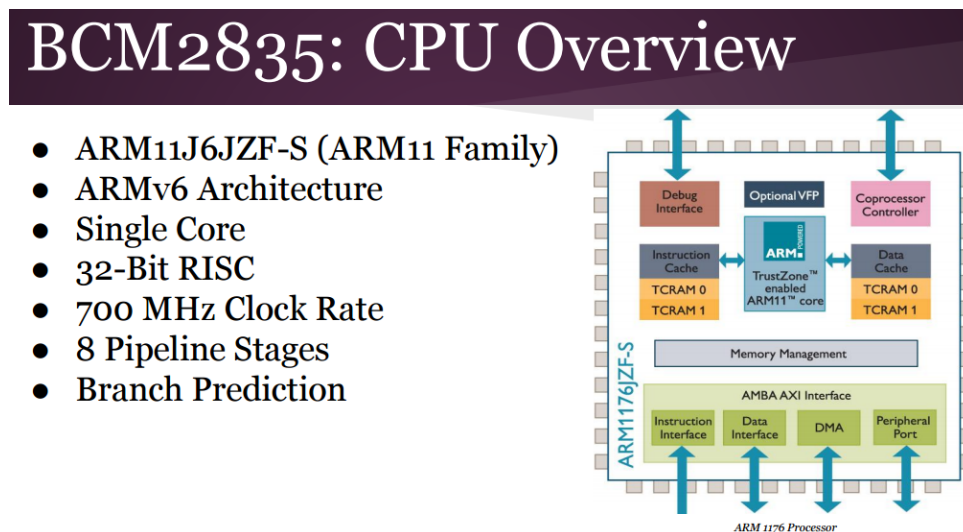 BCM2835: CPU Overview
● ARM11J6JZF-S (ARM11 Family)
● ARMv6 Architecture
● Single Core
● 32-Bit RISC
● 700 MHz Clock Rate
● 8 Pipeline Stages
● Branch Prediction
Debug
Interface
Optional VFP
Coprocessor
Controller
ARM POWERED
TrustZone™
enabled
ARM11™ core
Instruction
Cache
TCRAM 0
TCRAM 1
Data
Cache
TCRAM 0
TCRAM 1
Memory Management
ARM1176JZF-S
AMBA AXI Interface
Instruction
Interface
Data
Interface
DMA
Peripheral
Port
ARM 1176 Processor